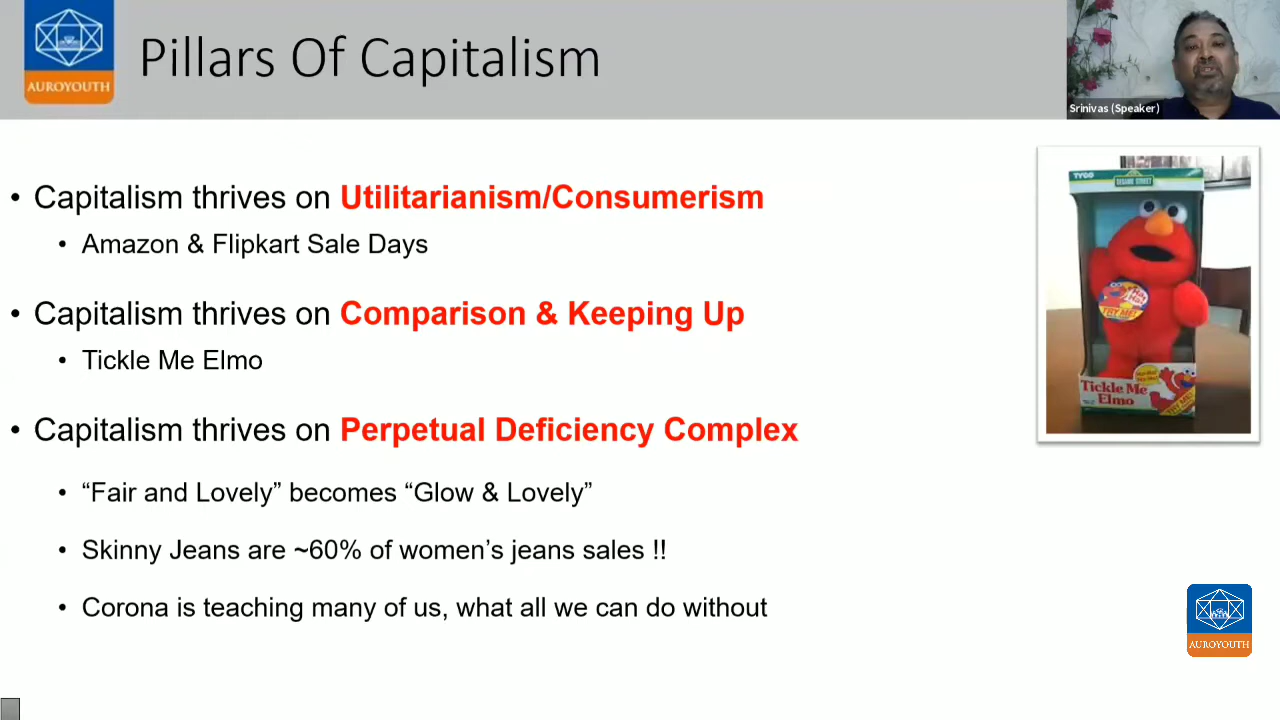 AUROYOUTH
Pillars Of Capitalism
Srinivas (Speaker)
• Capitalism thrives on Utilitarianism/Consumerism
• Amazon & Flipkart Sale Days
• Capitalism thrives on Comparison & Keeping Up
• Tickle Me Elmo
• Capitalism thrives on Perpetual Deficiency Complex
• “Fair and Lovely” becomes “Glow & Lovely”
• Skinny Jeans are ~60% of women’s jeans sales !!
• Corona is teaching many of us, what all we can do without
TYCO
SESAME STREET
TRY ME!
Tickle Me
Elmo
AUROYOUTH